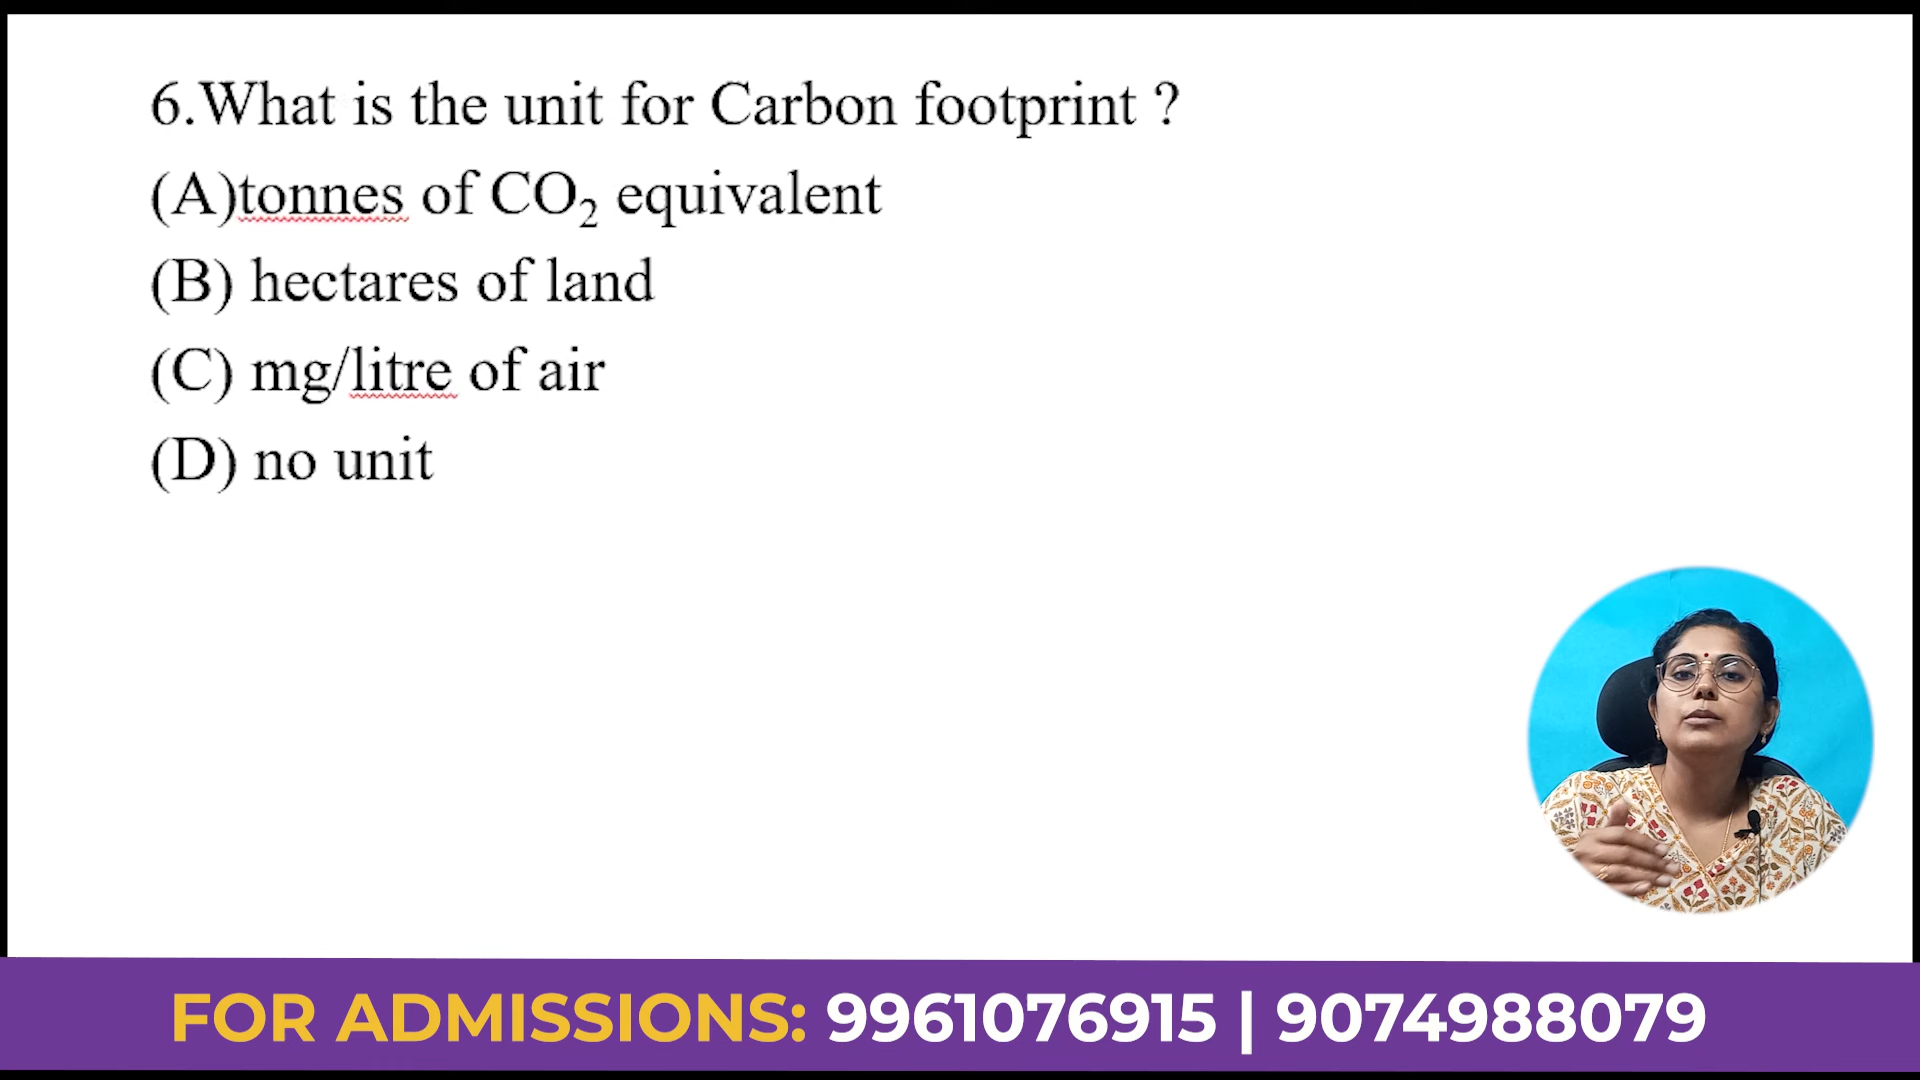 6.What is the unit for Carbon footprint ?
(A)tonnes of CO₂ equivalent
(B) hectares of land
(C) mg/litre of air
(D) no unit
FOR ADMISSIONS: 9961076915 | 9074988079